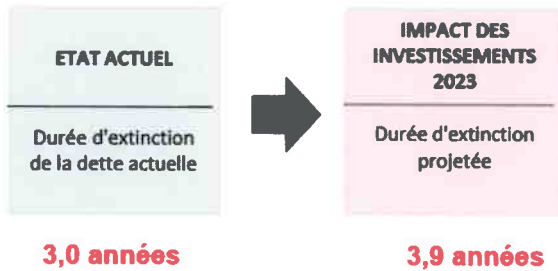 ETAT ACTUEL
Durée d'extinction
de la dette actuelle
3,0 années
IMPACT DES
INVESTISSEMENTS
2023
Durée d'extinction
projetée
3,9 années